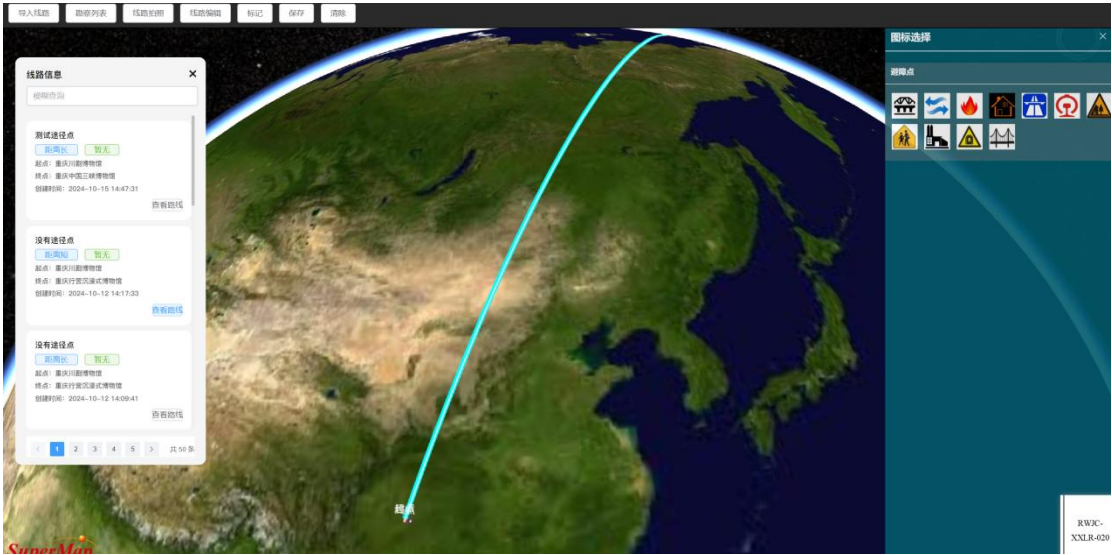 导入线路 勘察列表 线路拍照 线路编辑 标记 保存 清除
线路信息 ×
模糊查询
测试途径点
距离长 暂无
起点：重庆川剧博物馆
终点：重庆中国三峡博物馆
创建时间：2024-10-15 14:47:31
查看路线
没有途径点
距离短 暂无
起点：重庆川剧博物馆
终点：重庆行营沉浸式博物馆
创建时间：2024-10-12 14:17:33
查看路线
没有途径点
距离长 暂无
起点：重庆川剧博物馆
终点：重庆行营沉浸式博物馆
创建时间：2024-10-12 14:09:41
查看路线
< 1 2 3 4 5 > 共 50 条
SuperMap
图标选择 ×
避障点
RWJC-
XXLR-020